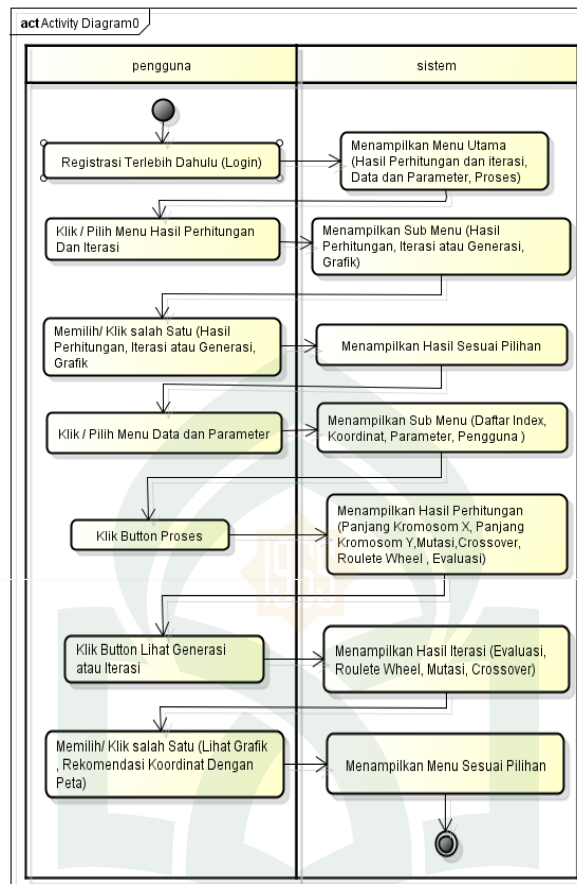 act Activity Diagram0
pengguna
sistem
Registrasi Terlebih Dahulu (Login)
Menampilkan Menu Utama
(Hasil Perhitungan dan iterasi,
Data dan Parameter, Proses)
Klik / Pilih Menu Hasil Perhitungan
Dan Iterasi
Menampilkan Sub Menu (Hasil
Perhitungan, Iterasi atau Generasi,
Grafik)
Memilih/ Klik salah Satu (Hasil
Perhitungan, Iterasi atau Generasi,
Grafik
Menampilkan Hasil Sesuai Pilihan
Klik / Pilih Menu Data dan Parameter
Menampilkan Sub Menu (Daftar Index,
Koordinat, Parameter, Pengguna )
Klik Button Proses
Menampilkan Hasil Perhitungan
(Panjang Kromosom X, Panjang
Kromosom Y,Mutasi,Crossover,
Roulete Wheel , Evaluasi)
1963
Klik Button Lihat Generasi
atau Iterasi
Menampilkan Hasil Iterasi (Evaluasi,
Roulete Wheel, Mutasi, Crossover)
Memilih/ Klik salah Satu (Lihat Grafik
, Rekomendasi Koordinat Dengan
Peta)
Menampilkan Menu Sesuai Pilihan